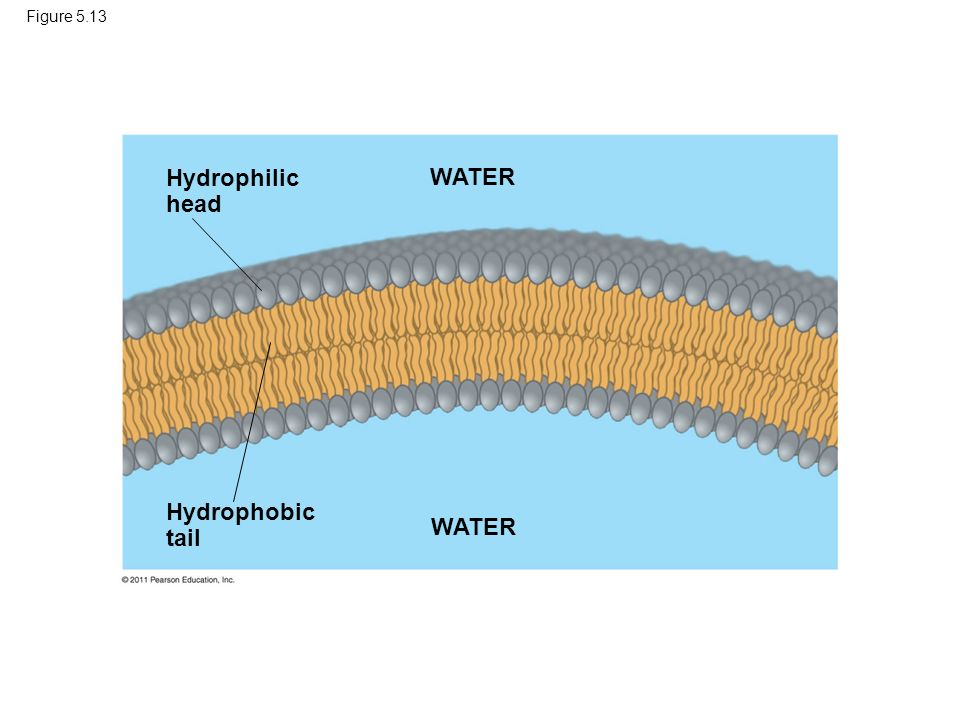 Figure 5.13
Hydrophilic
head
WATER
Hydrophobic
tail
WATER
© 2011 Pearson Education, Inc.